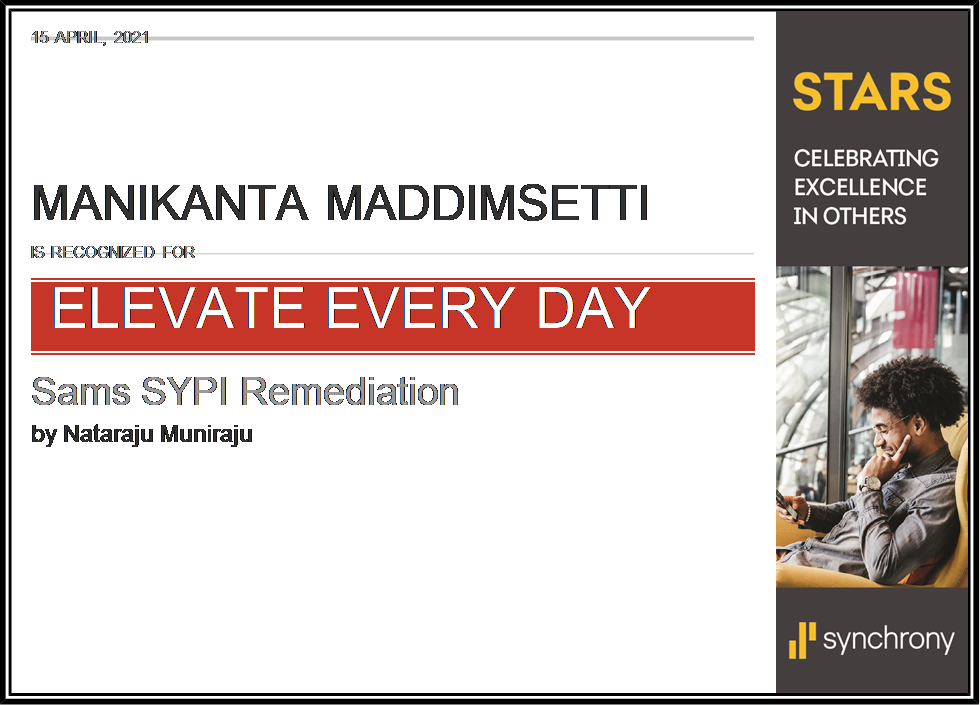 15 APRIL, 2021
MANIKANTA MADDIMSETTI
IS RECOGNIZED FOR
ELEVATE EVERY DAY
Sams SYPI Remediation
by Nataraju Muniraju
STARS
CELEBRATING
EXCELLENCE
IN OTHERS
synchrony